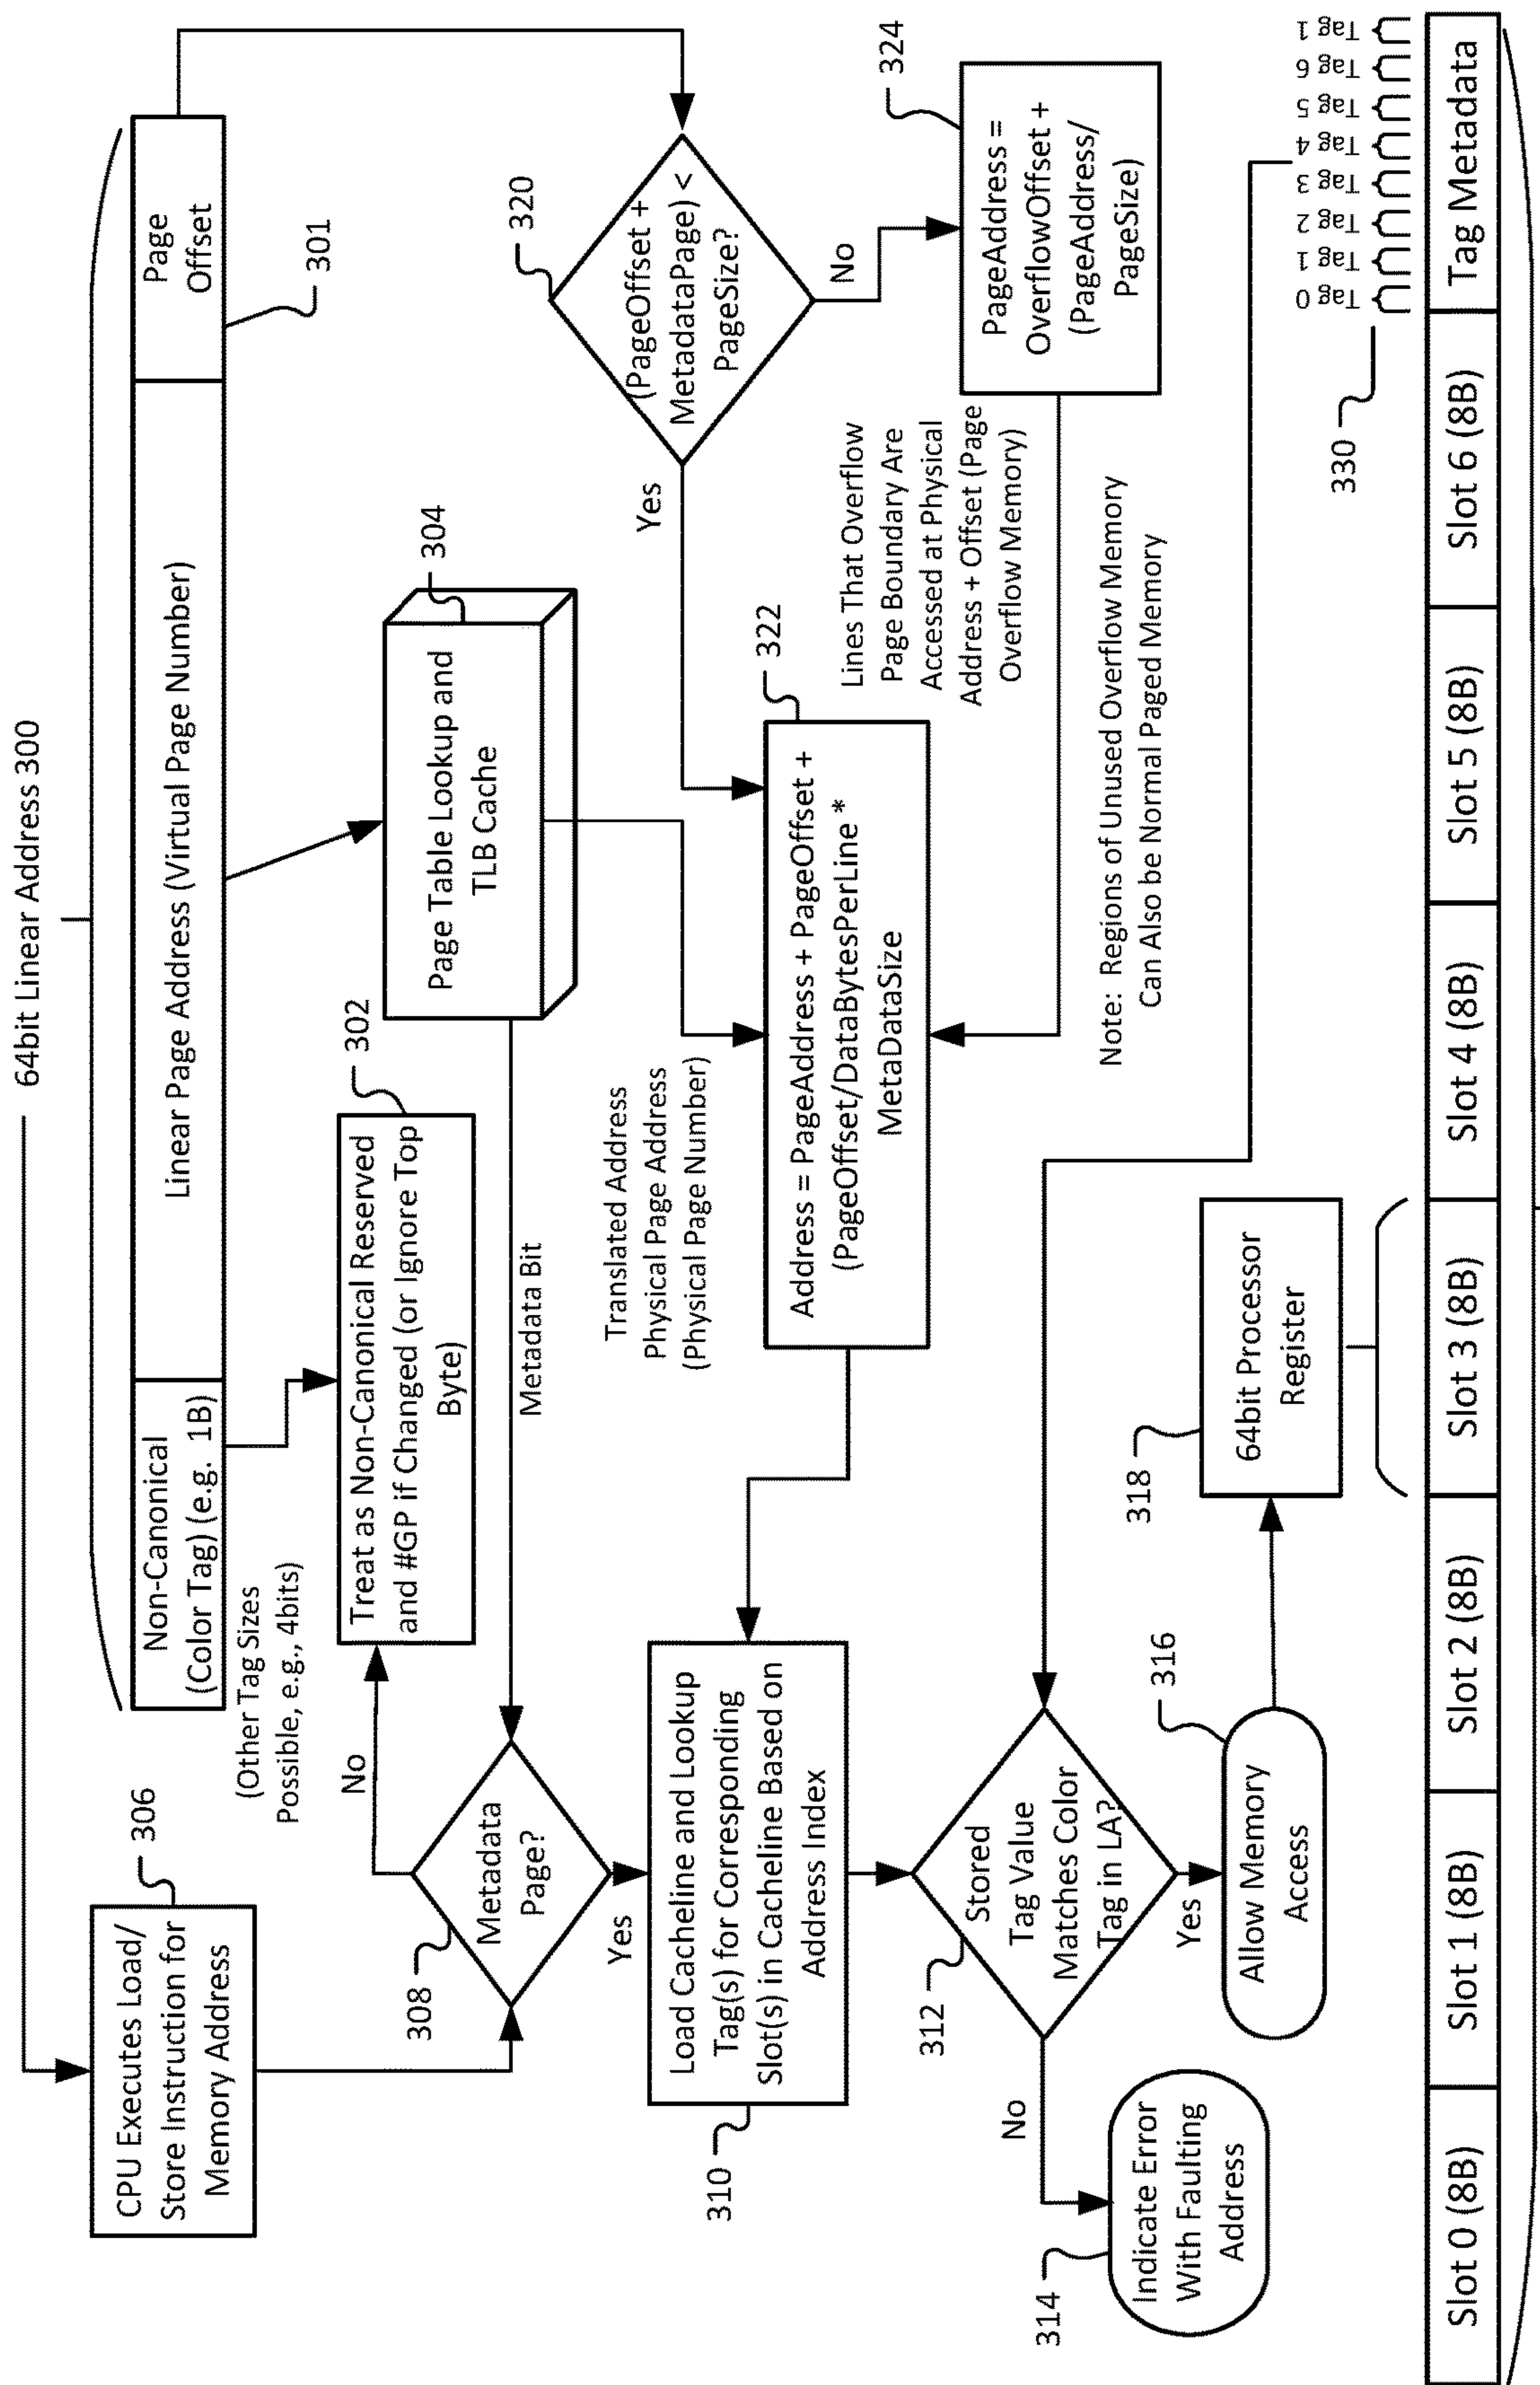 64bit Linear Address 300
Non-Canonical
(Color Tag) (e.g. 1B)
Linear Page Address (Virtual Page Number)
Page
Offset
301
(Other Tag Sizes
Possible, e.g., 4bits)
306
CPU Executes Load/
Store Instruction for
Memory Address
302
Treat as Non-Canonical Reserved
and #GP if Changed (or Ignore Top
Byte)
304
Page Table Lookup and
TLB Cache
320
(PageOffset +
MetadataPage) <
PageSize?
Yes
No
324
PageAddress =
OverflowOffset +
(PageAddress/
PageSize)
308
Metadata
Page?
No
Yes
Metadata Bit
Translated Address
Physical Page Address
(Physical Page Number)
322
Address = PageAddress + PageOffset +
(PageOffset/DataBytesPerLine *
MetaDataSize
Lines That Overflow
Page Boundary Are
Accessed at Physical
Address + Offset (Page
Overflow Memory)
Note: Regions of Unused Overflow Memory
Can Also be Normal Paged Memory
310
Load Cacheline and Lookup
Tag(s) for Corresponding
Slot(s) in Cacheline Based on
Address Index
312
Stored
Tag Value
Matches Color
Tag in LA?
No
Yes
314
Indicate Error
With Faulting
Address
316
Allow Memory
Access
318
64bit Processor
Register
330
Tag 0
Tag 1
Tag 2
Tag 3
Tag 4
Tag 5
Tag 6
Tag 1
Slot 0 (8B)
Slot 1 (8B)
Slot 2 (8B)
Slot 3 (8B)
Slot 4 (8B)
Slot 5 (8B)
Slot 6 (8B)
Tag Metadata